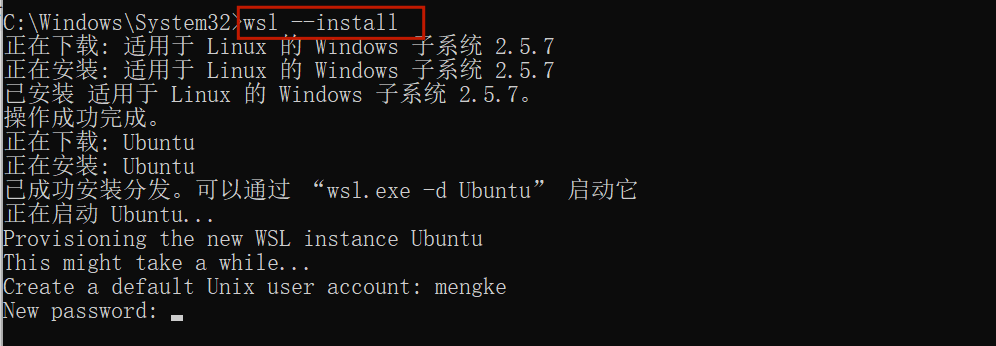 C:\Windows\System32>wsl --install
正在下载: 适用于 Linux 的 Windows 子系统 2.5.7
正在安装: 适用于 Linux 的 Windows 子系统 2.5.7
已安装 适用于 Linux 的 Windows 子系统 2.5.7。
操作成功完成。
正在下载: Ubuntu
正在安装: Ubuntu
已成功安装分发。可以通过 “wsl.exe -d Ubuntu” 启动它
正在启动 Ubuntu...
Provisioning the new WSL instance Ubuntu
This might take a while...
Create a default Unix user account: mengke
New password: